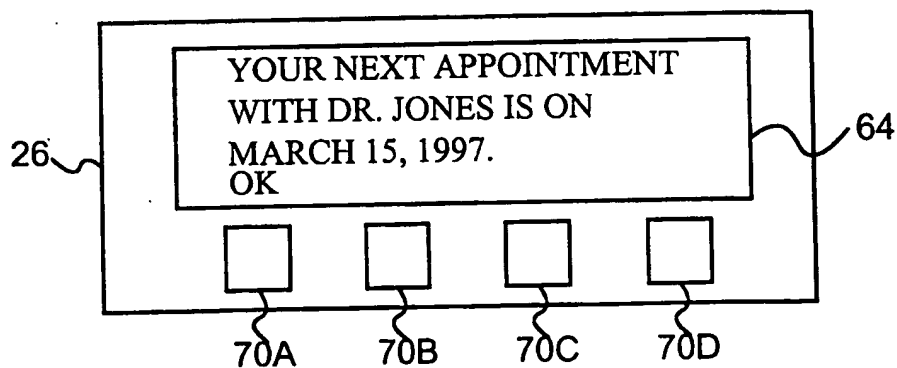 YOUR NEXT APPOINTMENT
WITH DR. JONES IS ON
MARCH 15, 1997.
OK
26
64
70A
70B
70C
70D